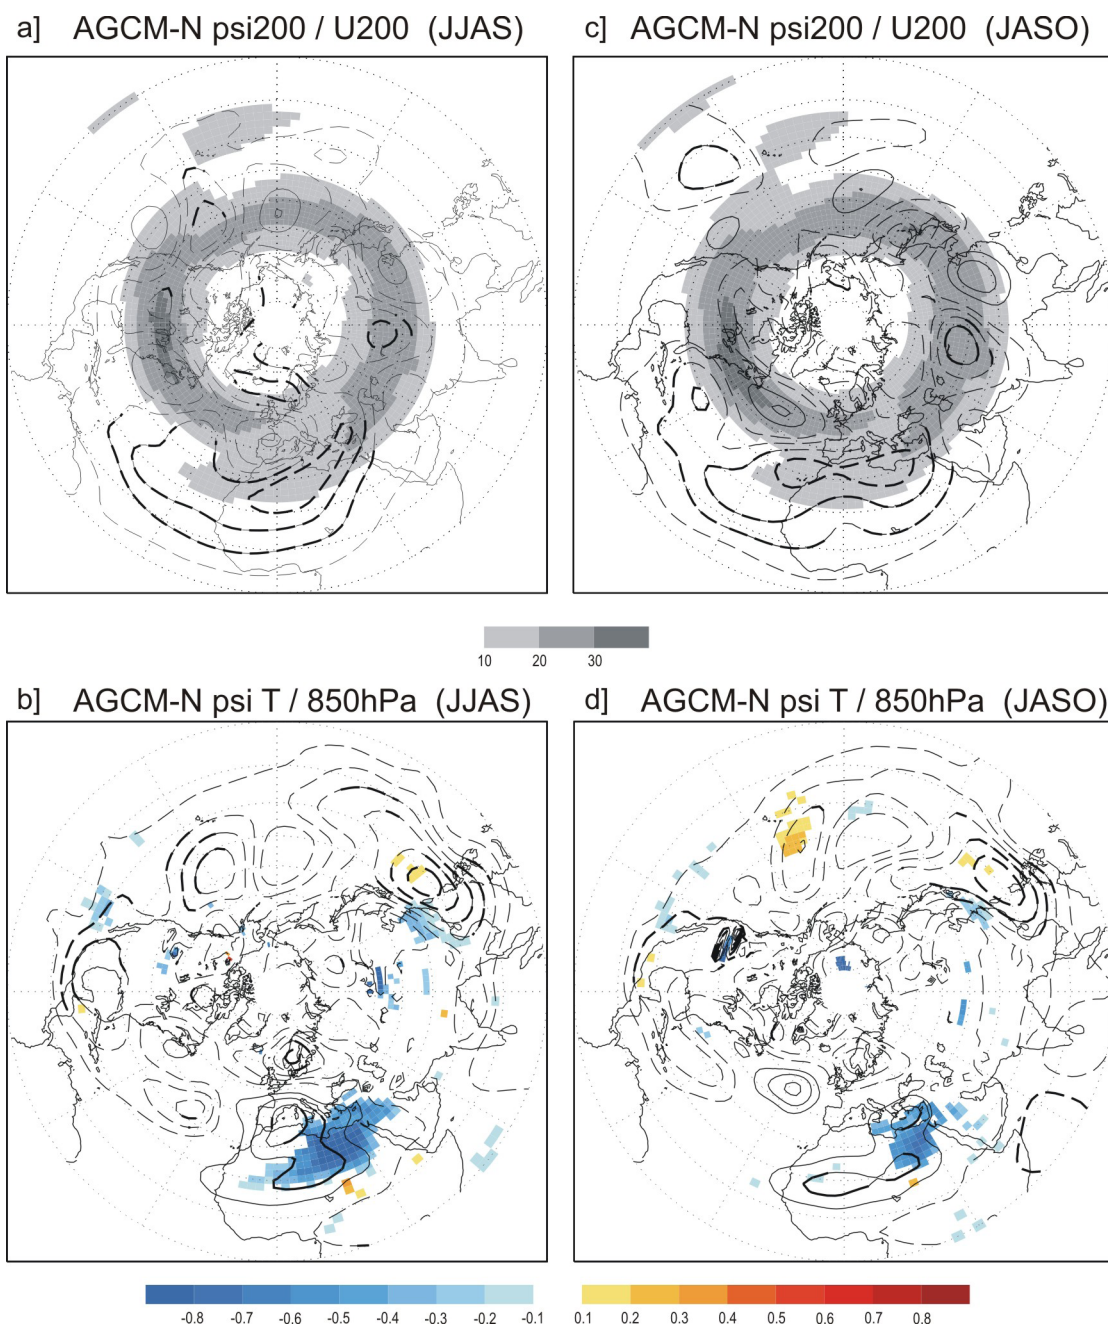 a] AGCM-N psi200 / U200 (JJAS)
c] AGCM-N psi200 / U200 (JASO)
10 20 30
b] AGCM-N psi T / 850hPa (JJAS)
d] AGCM-N psi T / 850hPa (JASO)
-0.8 -0.7 -0.6 -0.5 -0.4 -0.3 -0.2 -0.1
0.1 0.2 0.3 0.4 0.5 0.6 0.7 0.8